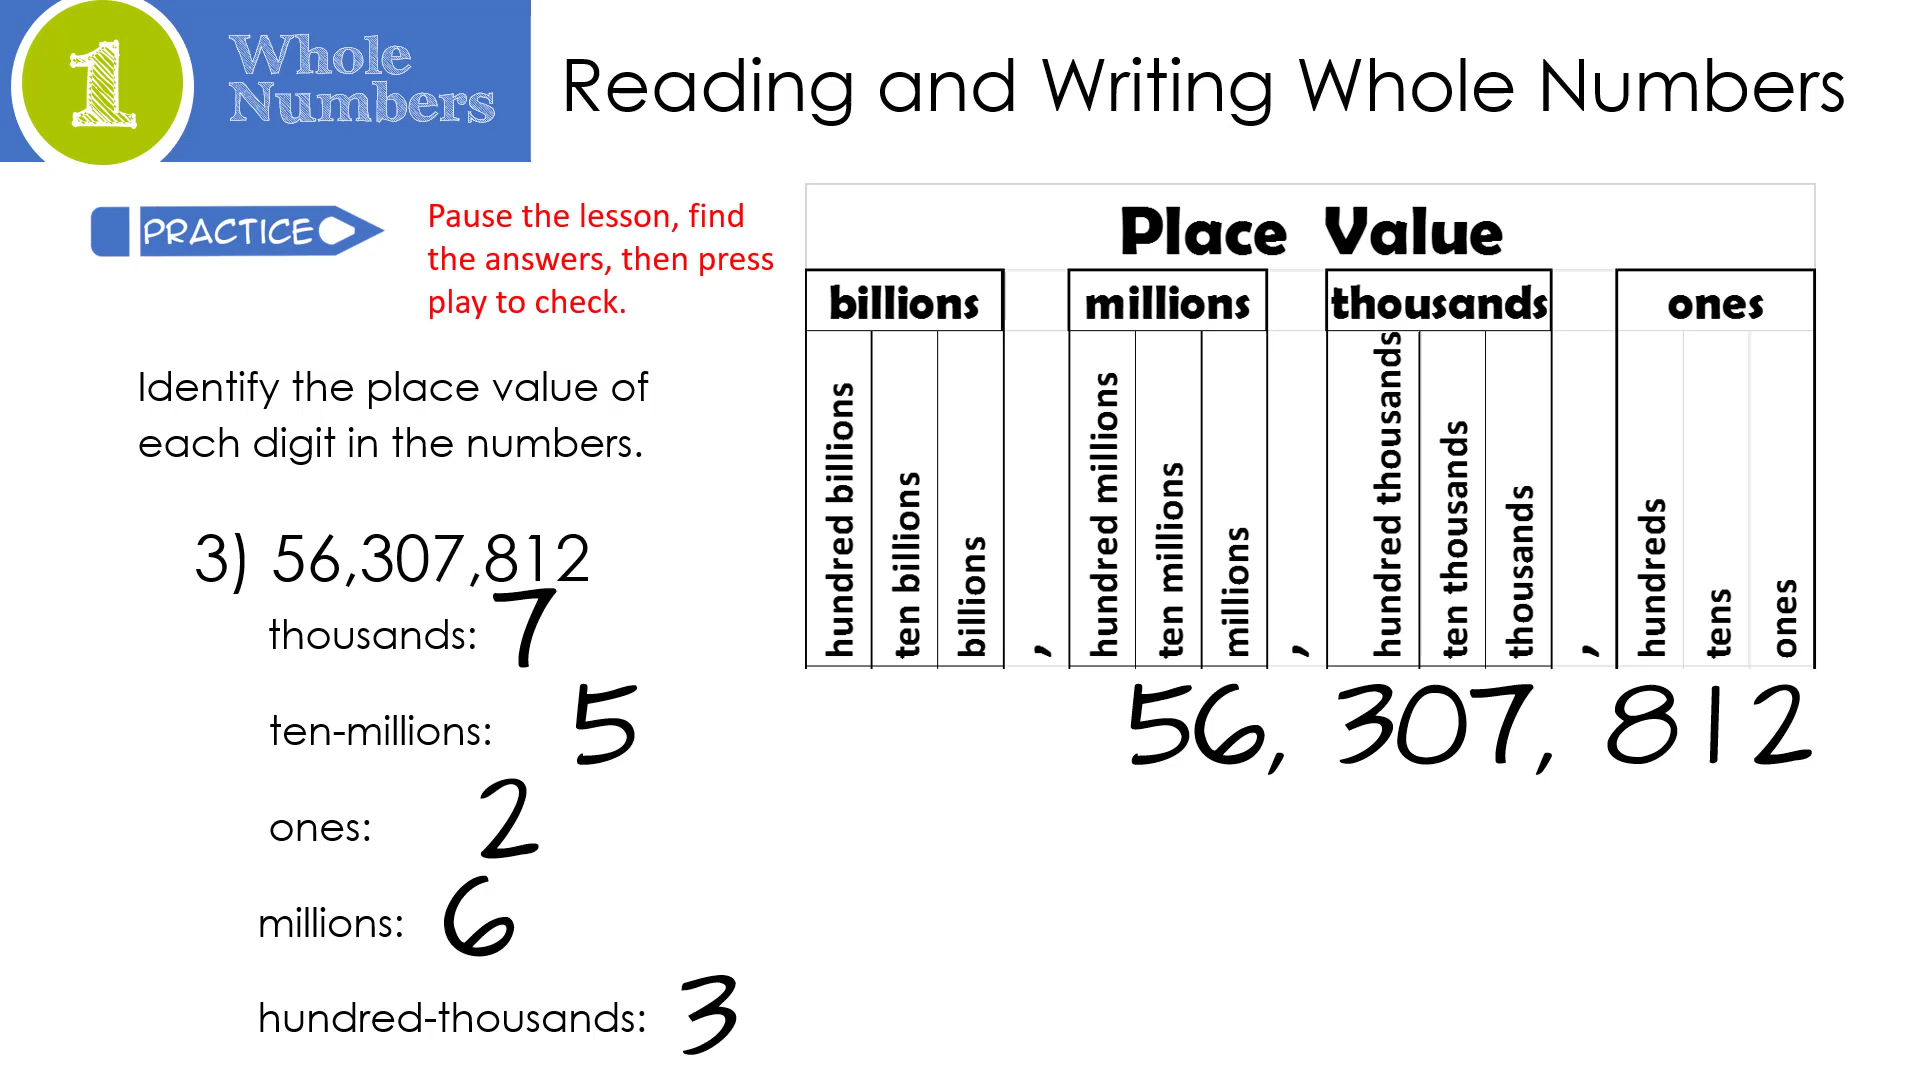 1
Whole
Numbers
Reading and Writing Whole Numbers
PRACTICE
Pause the lesson, find
the answers, then press
play to check.
Identify the place value of
each digit in the numbers.
3) 56,307,812
thousands: 7
ten-millions: 5
ones: 2
millions: 6
hundred-thousands: 3
Place Value
billions millions thousands ones
hundred billions
ten billions
billions
,
hundred millions
ten millions
millions
,
hundred thousands
ten thousands
thousands
,
hundreds
tens
ones
56, 307, 812